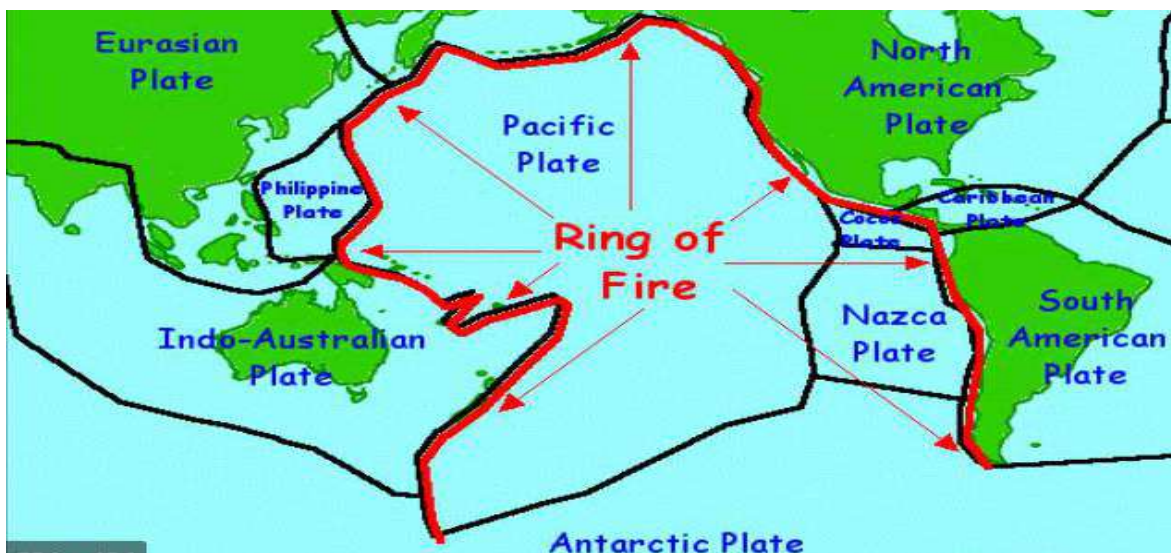 Eurasian
Plate
North
American
Plate
Pacific
Plate
Philippine
Plate
Caribbean
Plate
Cocos
Plate
Ring of
Fire
Indo-Australian
Plate
Nazca
Plate
South
American
Plate
Antarctic Plate